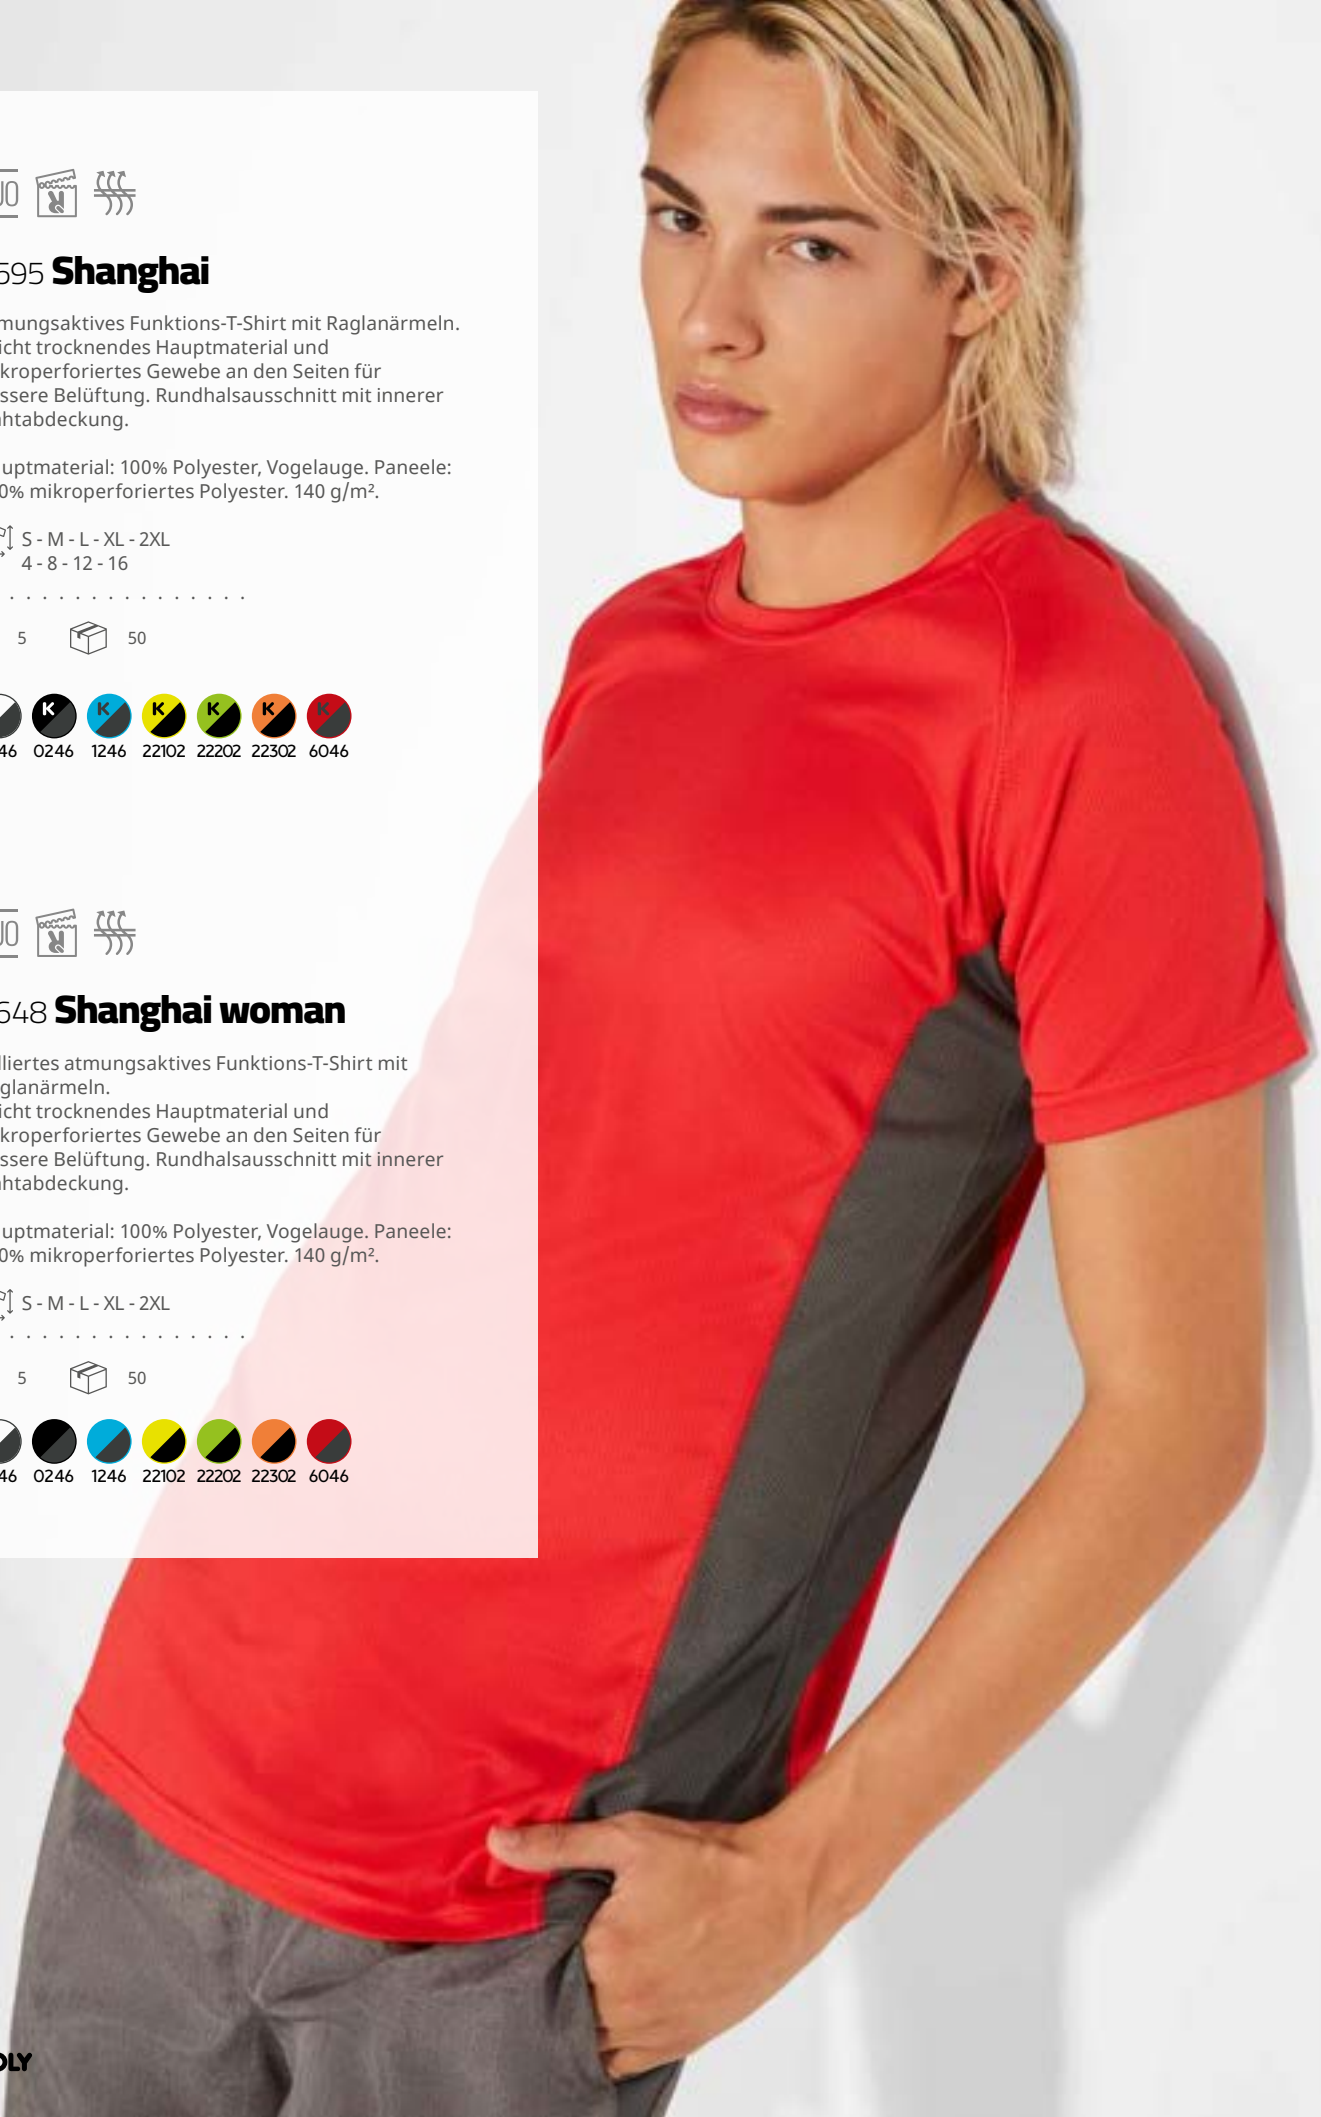 UO
595 Shanghai
mungsaktives Funktions-T-Shirt mit Raglanärmeln.
icht trocknendes Hauptmaterial und
kroperforiertes Gewebe an den Seiten für
ssere Belüftung. Rundhalsausschnitt mit innerer
htabdeckung.
uptmaterial: 100% Polyester, Vogelauge. Paneele:
0% mikroperforiertes Polyester. 140 g/m².
S - M - L - XL - 2XL
4 - 8 - 12 - 16
5 50
K K K K K K
46 0246 1246 22102 22202 22302 6046
UO
648 Shanghai woman
lliertes atmungsaktives Funktions-T-Shirt mit
glanärmeln.
icht trocknendes Hauptmaterial und
kroperforiertes Gewebe an den Seiten für
ssere Belüftung. Rundhalsausschnitt mit innerer
htabdeckung.
uptmaterial: 100% Polyester, Vogelauge. Paneele:
0% mikroperforiertes Polyester. 140 g/m².
S - M - L - XL - 2XL
5 50
46 0246 1246 22102 22202 22302 6046
OLY